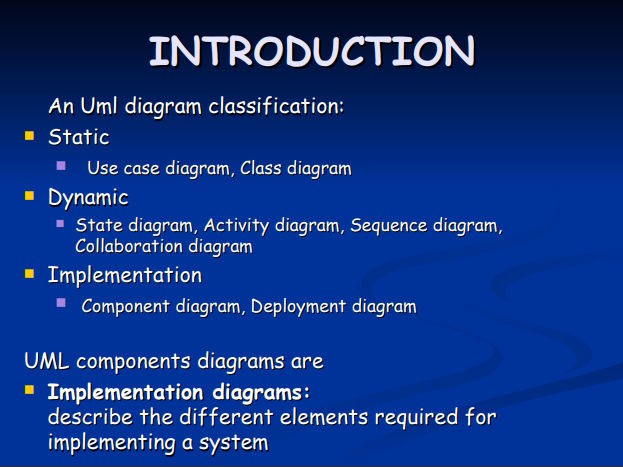 INTRODUCTION
An Uml diagram classification:
Static
Use case diagram, Class diagram
Dynamic
State diagram, Activity diagram, Sequence diagram,
Collaboration diagram
Implementation
Component diagram, Deployment diagram
UML components diagrams are
Implementation diagrams:
describe the different elements required for
implementing a system